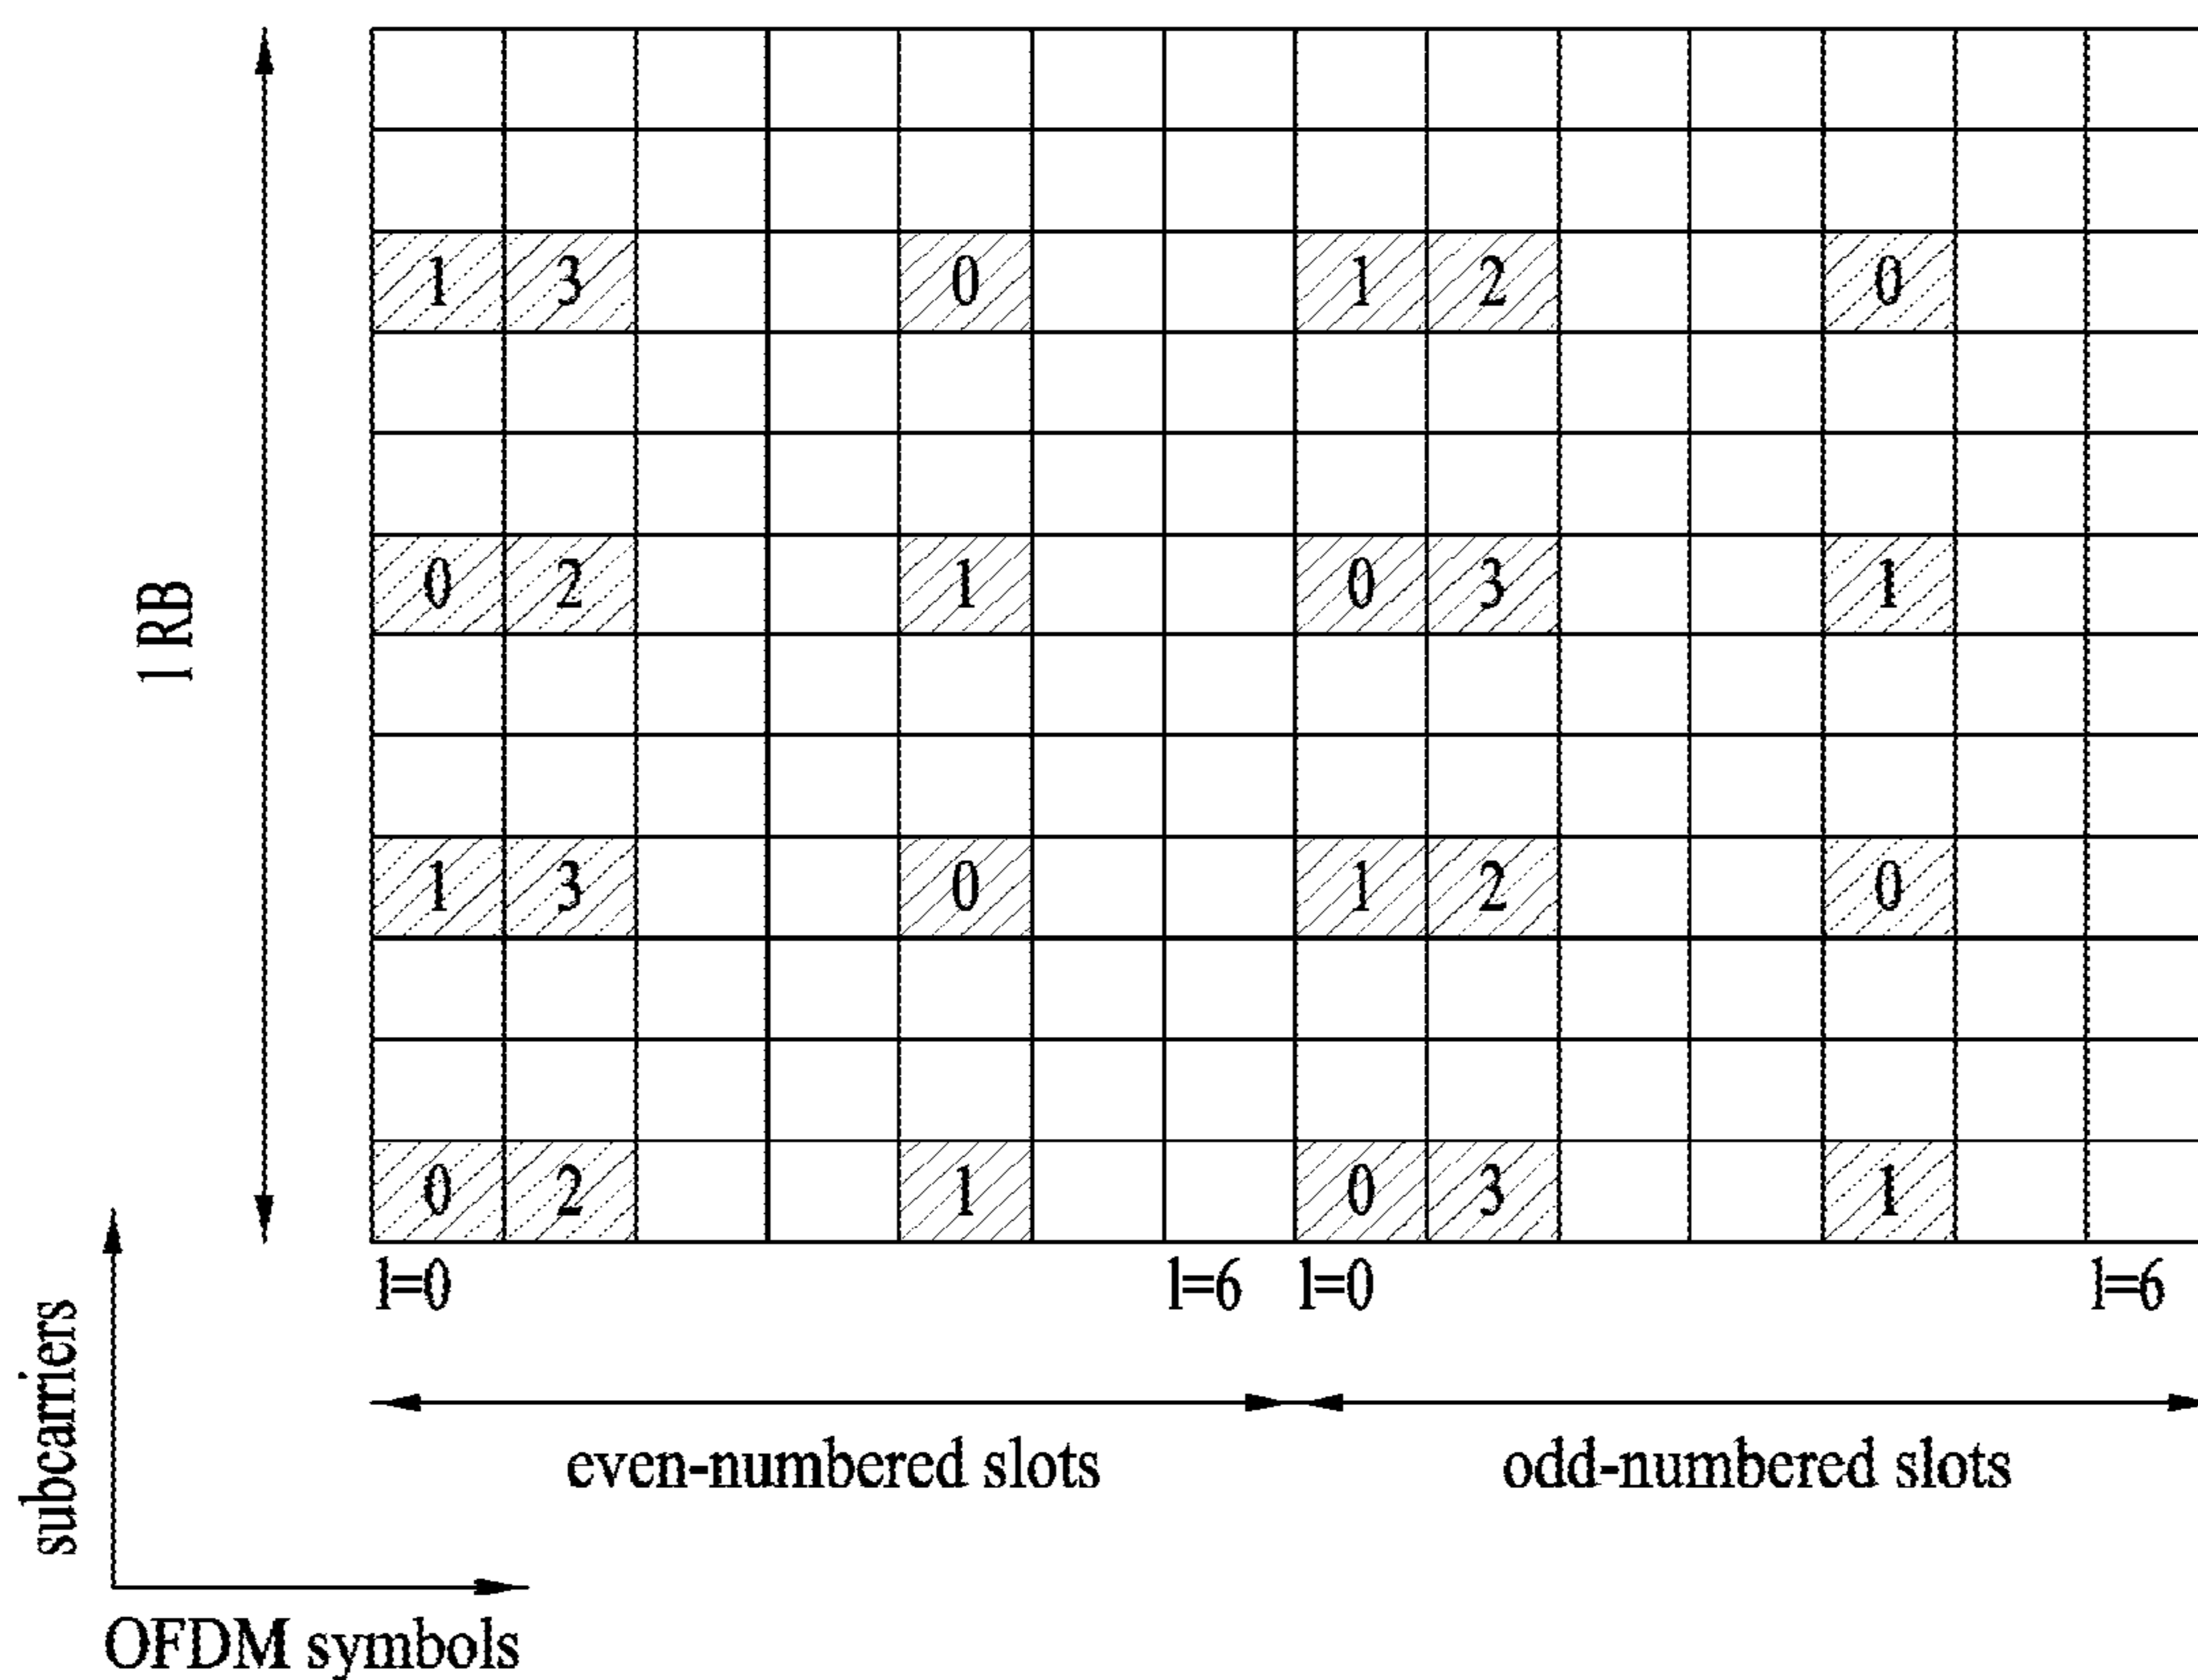 1 3 0 1 2 0
1 RB
0 2 1 0 3 1
1 3 0 1 2 0
0 2 1 0 3 1
l=0 l=6 l=0 l=6
subcarriers
even-numbered slots odd-numbered slots
OFDM symbols